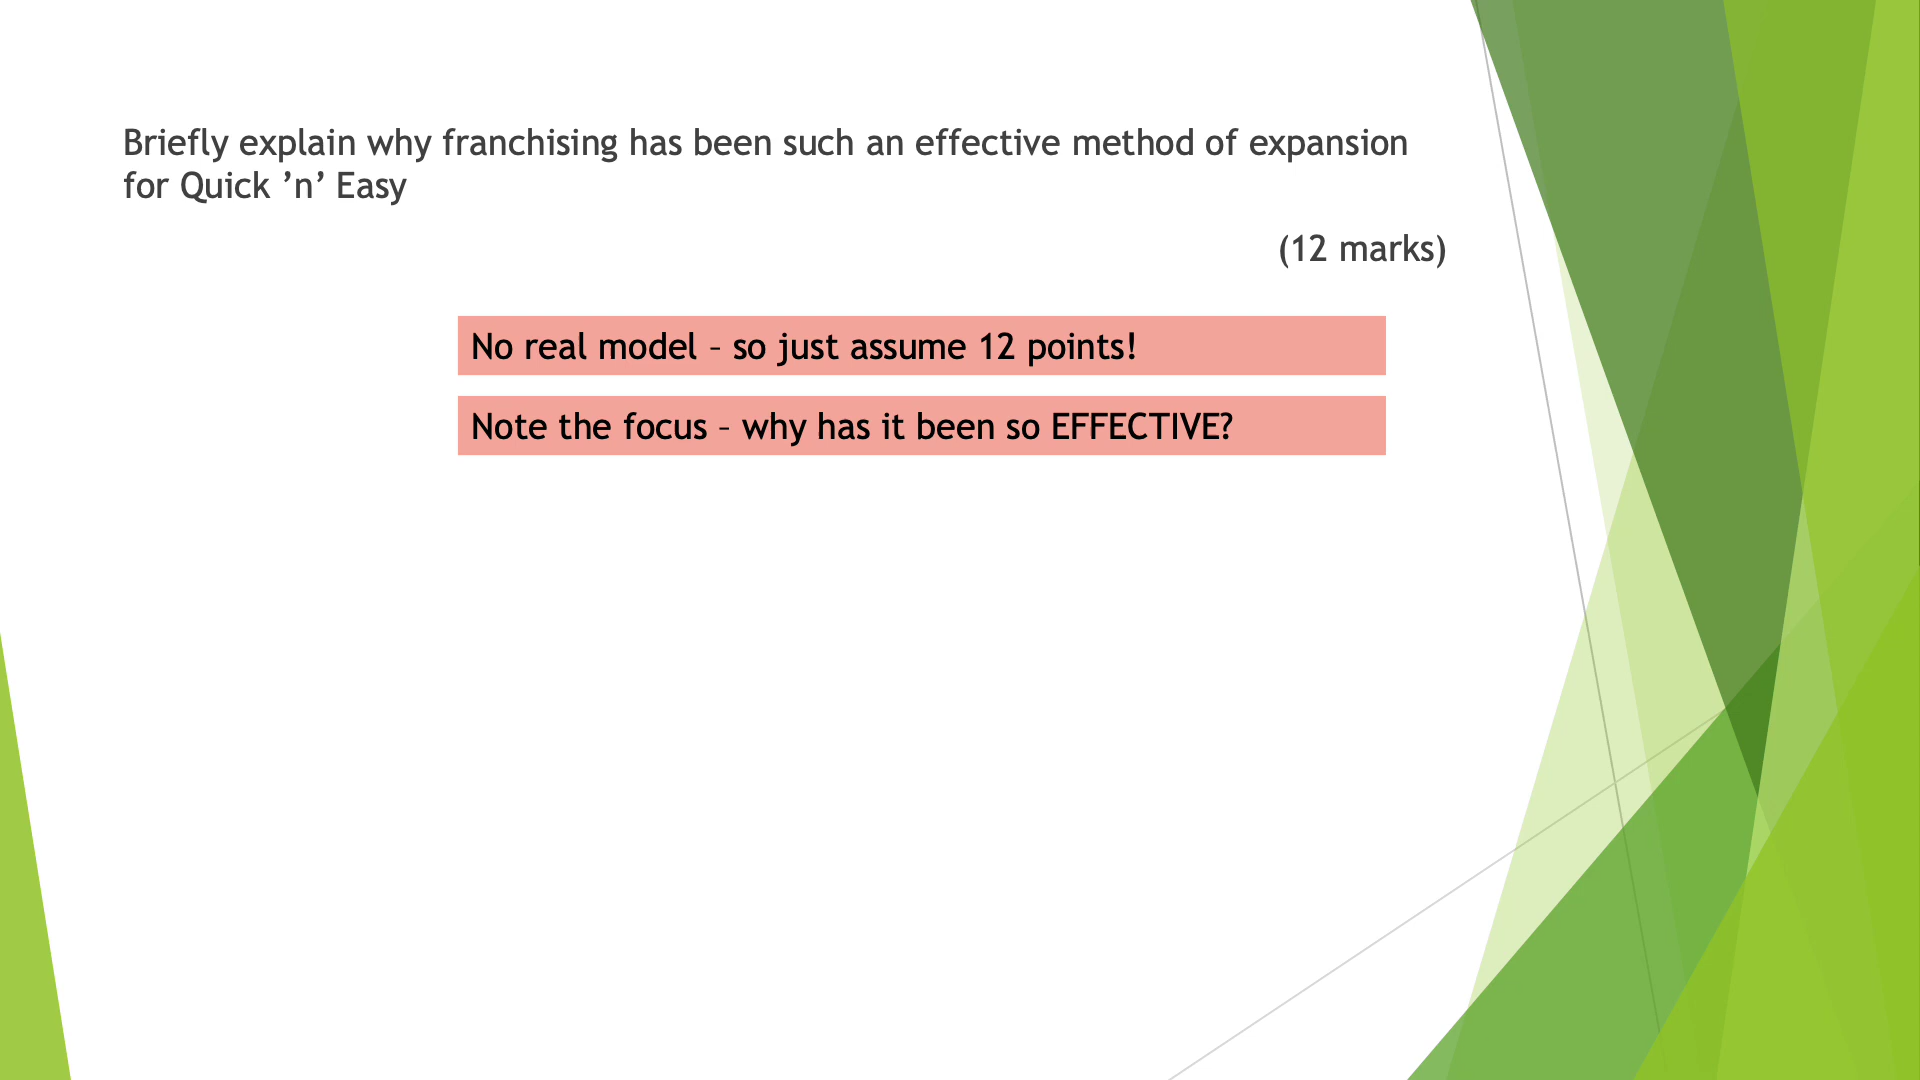 Briefly explain why franchising has been such an effective method of expansion
for Quick ’n’ Easy
(12 marks)
No real model – so just assume 12 points!
Note the focus – why has it been so EFFECTIVE?